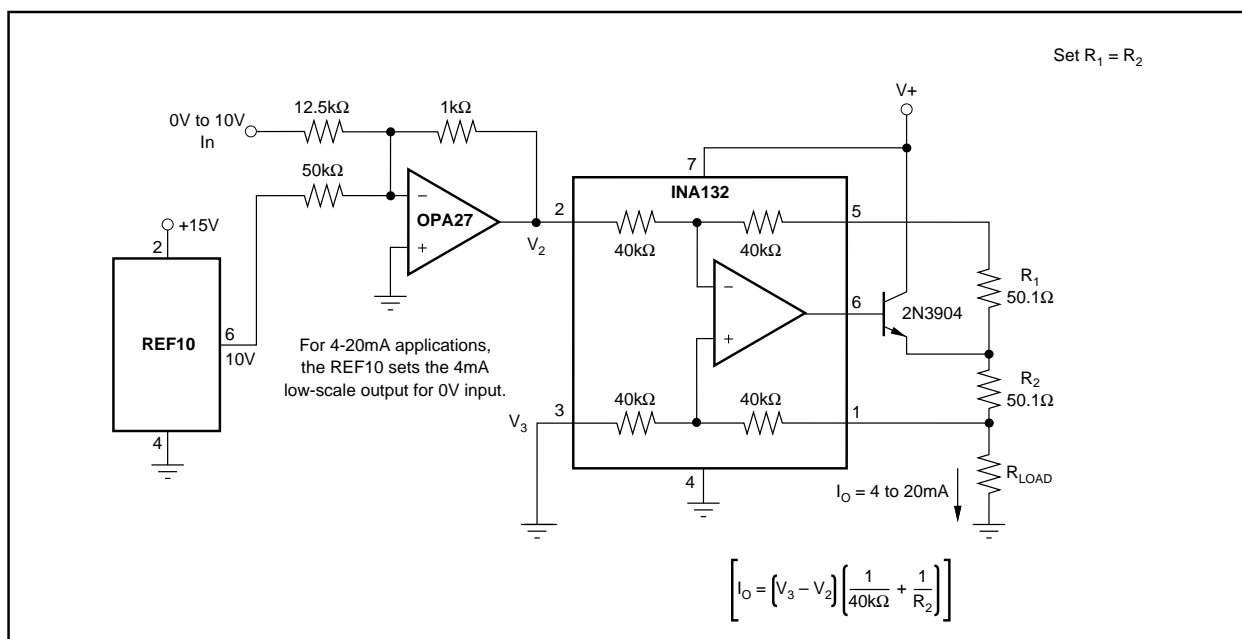 Set R1 = R2
V+
12.5kΩ
1kΩ
0V to 10V
In
50kΩ
7
INA132
OPA27
−
+
2
V2
40kΩ
40kΩ
5
+15V
2
R1
50.1Ω
−
+
6
2N3904
REF10
6
10V
For 4-20mA applications,
the REF10 sets the 4mA
low-scale output for 0V input.
R2
50.1Ω
40kΩ
40kΩ
V3
3
1
4
4
RLOAD
IO = 4 to 20mA
[IO = (V3 – V2) (1/40kΩ + 1/R2)]